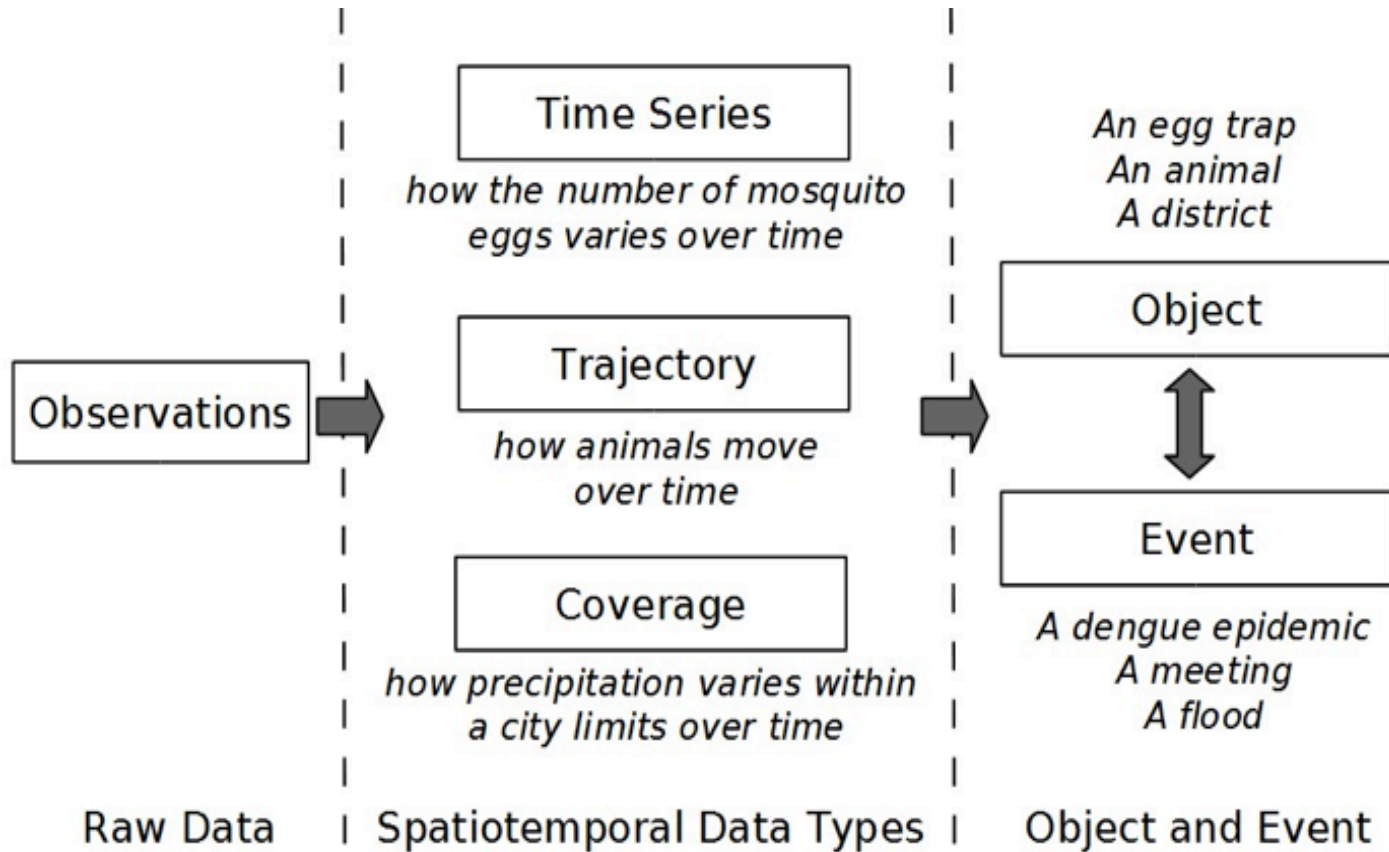 Observations
Raw Data
Time Series
how the number of mosquito
eggs varies over time
Trajectory
how animals move
over time
Coverage
how precipitation varies within
a city limits over time
Spatiotemporal Data Types
An egg trap
An animal
A district
Object
Event
A dengue epidemic
A meeting
A flood
Object and Event